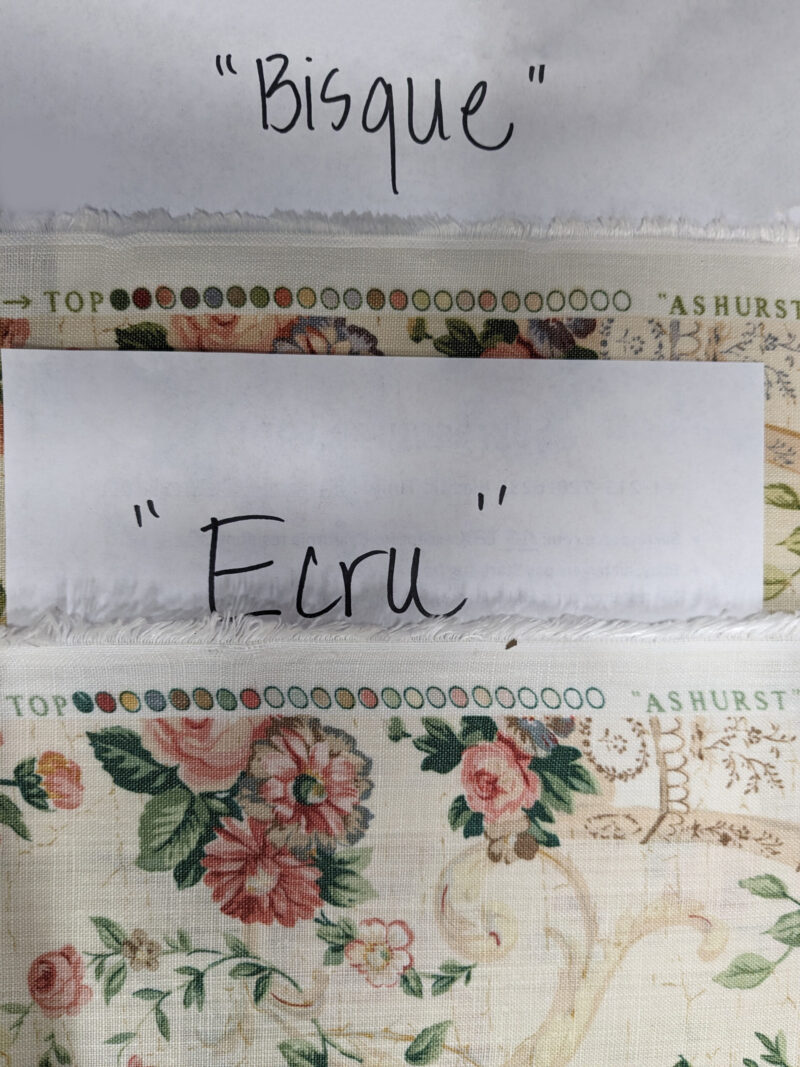 "Bisque"
→ TOP "ASHURST
"Ecru"
TOP "ASHURST"